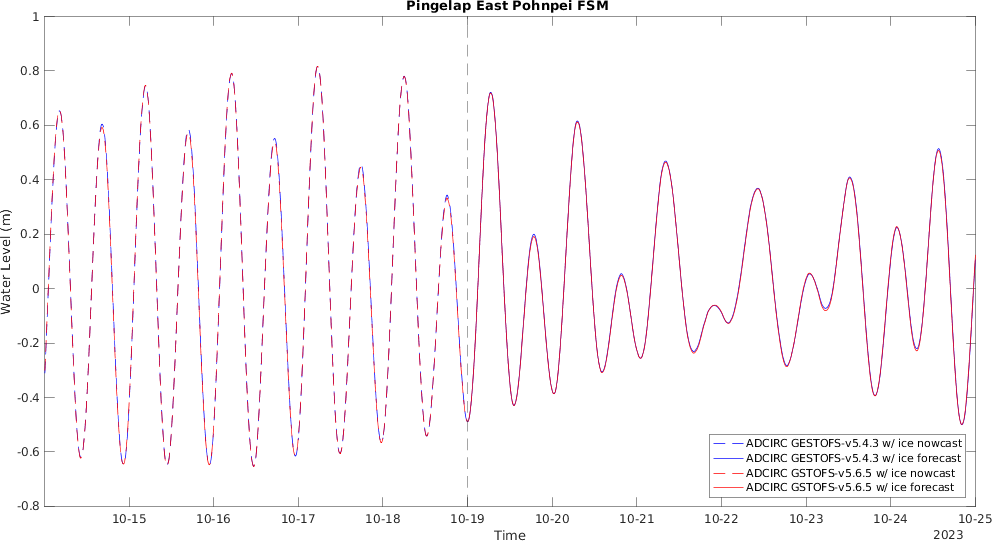 Pingelap East Pohnpei FSM
1
0.8
0.6
0.4
0.2
0
-0.2
-0.4
-0.6
-0.8
Water Level (m)
ADCIRC GESTOFS-v5.4.3 w/ ice nowcast
ADCIRC GESTOFS-v5.4.3 w/ ice forecast
ADCIRC GSTOFS-v5.6.5 w/ ice nowcast
ADCIRC GSTOFS-v5.6.5 w/ ice forecast
10-15 10-16 10-17 10-18 10-19 10-20 10-21 10-22 10-23 10-24 10-25
Time
2023